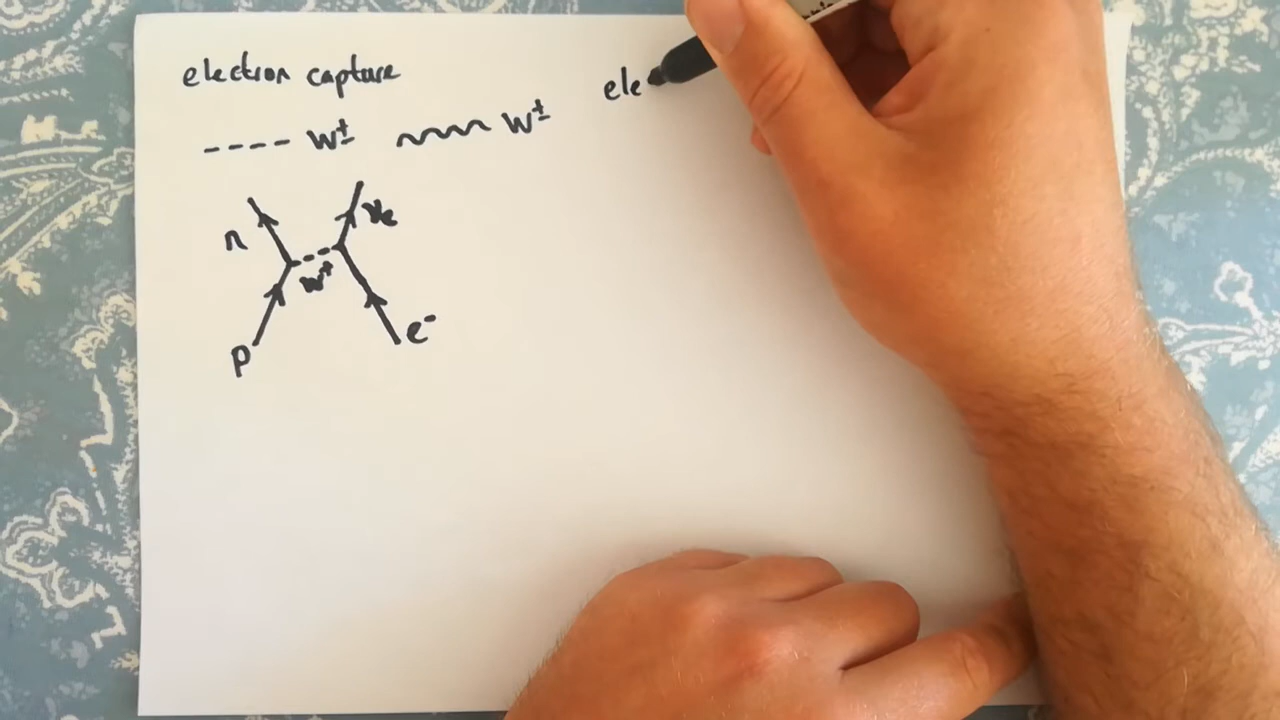 electron capture
---- W± W±
ele
n νe
W+
p e-